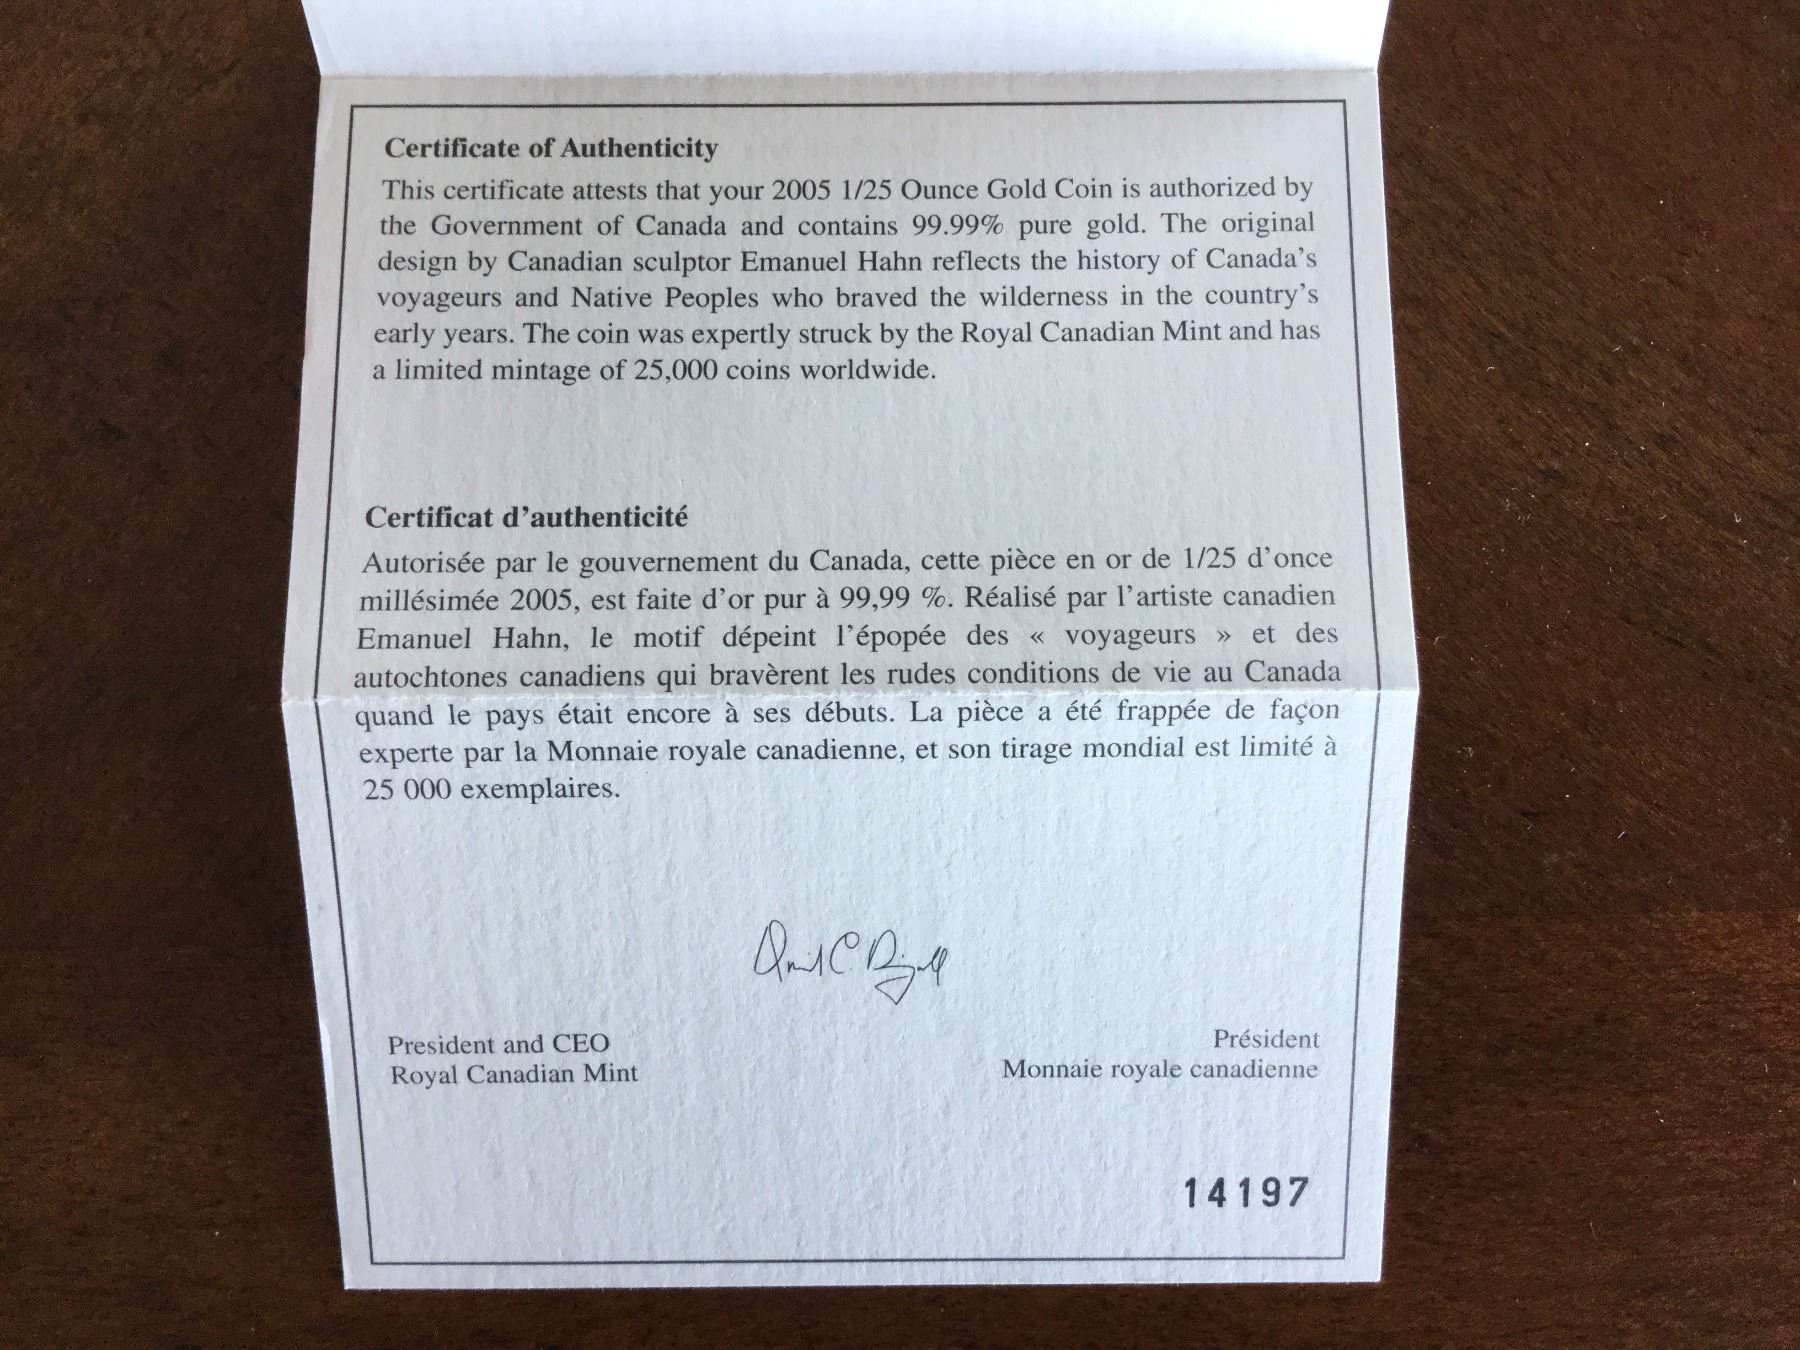 Certificate of Authenticity
This certificate attests that your 2005 1/25 Ounce Gold Coin is authorized by
the Government of Canada and contains 99.99% pure gold. The original
design by Canadian sculptor Emanuel Hahn reflects the history of Canada's
voyageurs and Native Peoples who braved the wilderness in the country's
early years. The coin was expertly struck by the Royal Canadian Mint and has
a limited mintage of 25,000 coins worldwide.
Certificat d'authenticité
Autorisée par le gouvernement du Canada, cette pièce en or de 1/25 d'once
millésimée 2005, est faite d'or pur à 99,99 %. Réalisé par l'artiste canadien
Emanuel Hahn, le motif dépeint l'épopée des « voyageurs » et des
autochtones canadiens qui bravèrent les rudes conditions de vie au Canada
quand le pays était encore à ses débuts. La pièce a été frappée de façon
experte par la Monnaie royale canadienne, et son tirage mondial est limité à
25 000 exemplaires.
President and CEO
Royal Canadian Mint
Président
Monnaie royale canadienne
14197